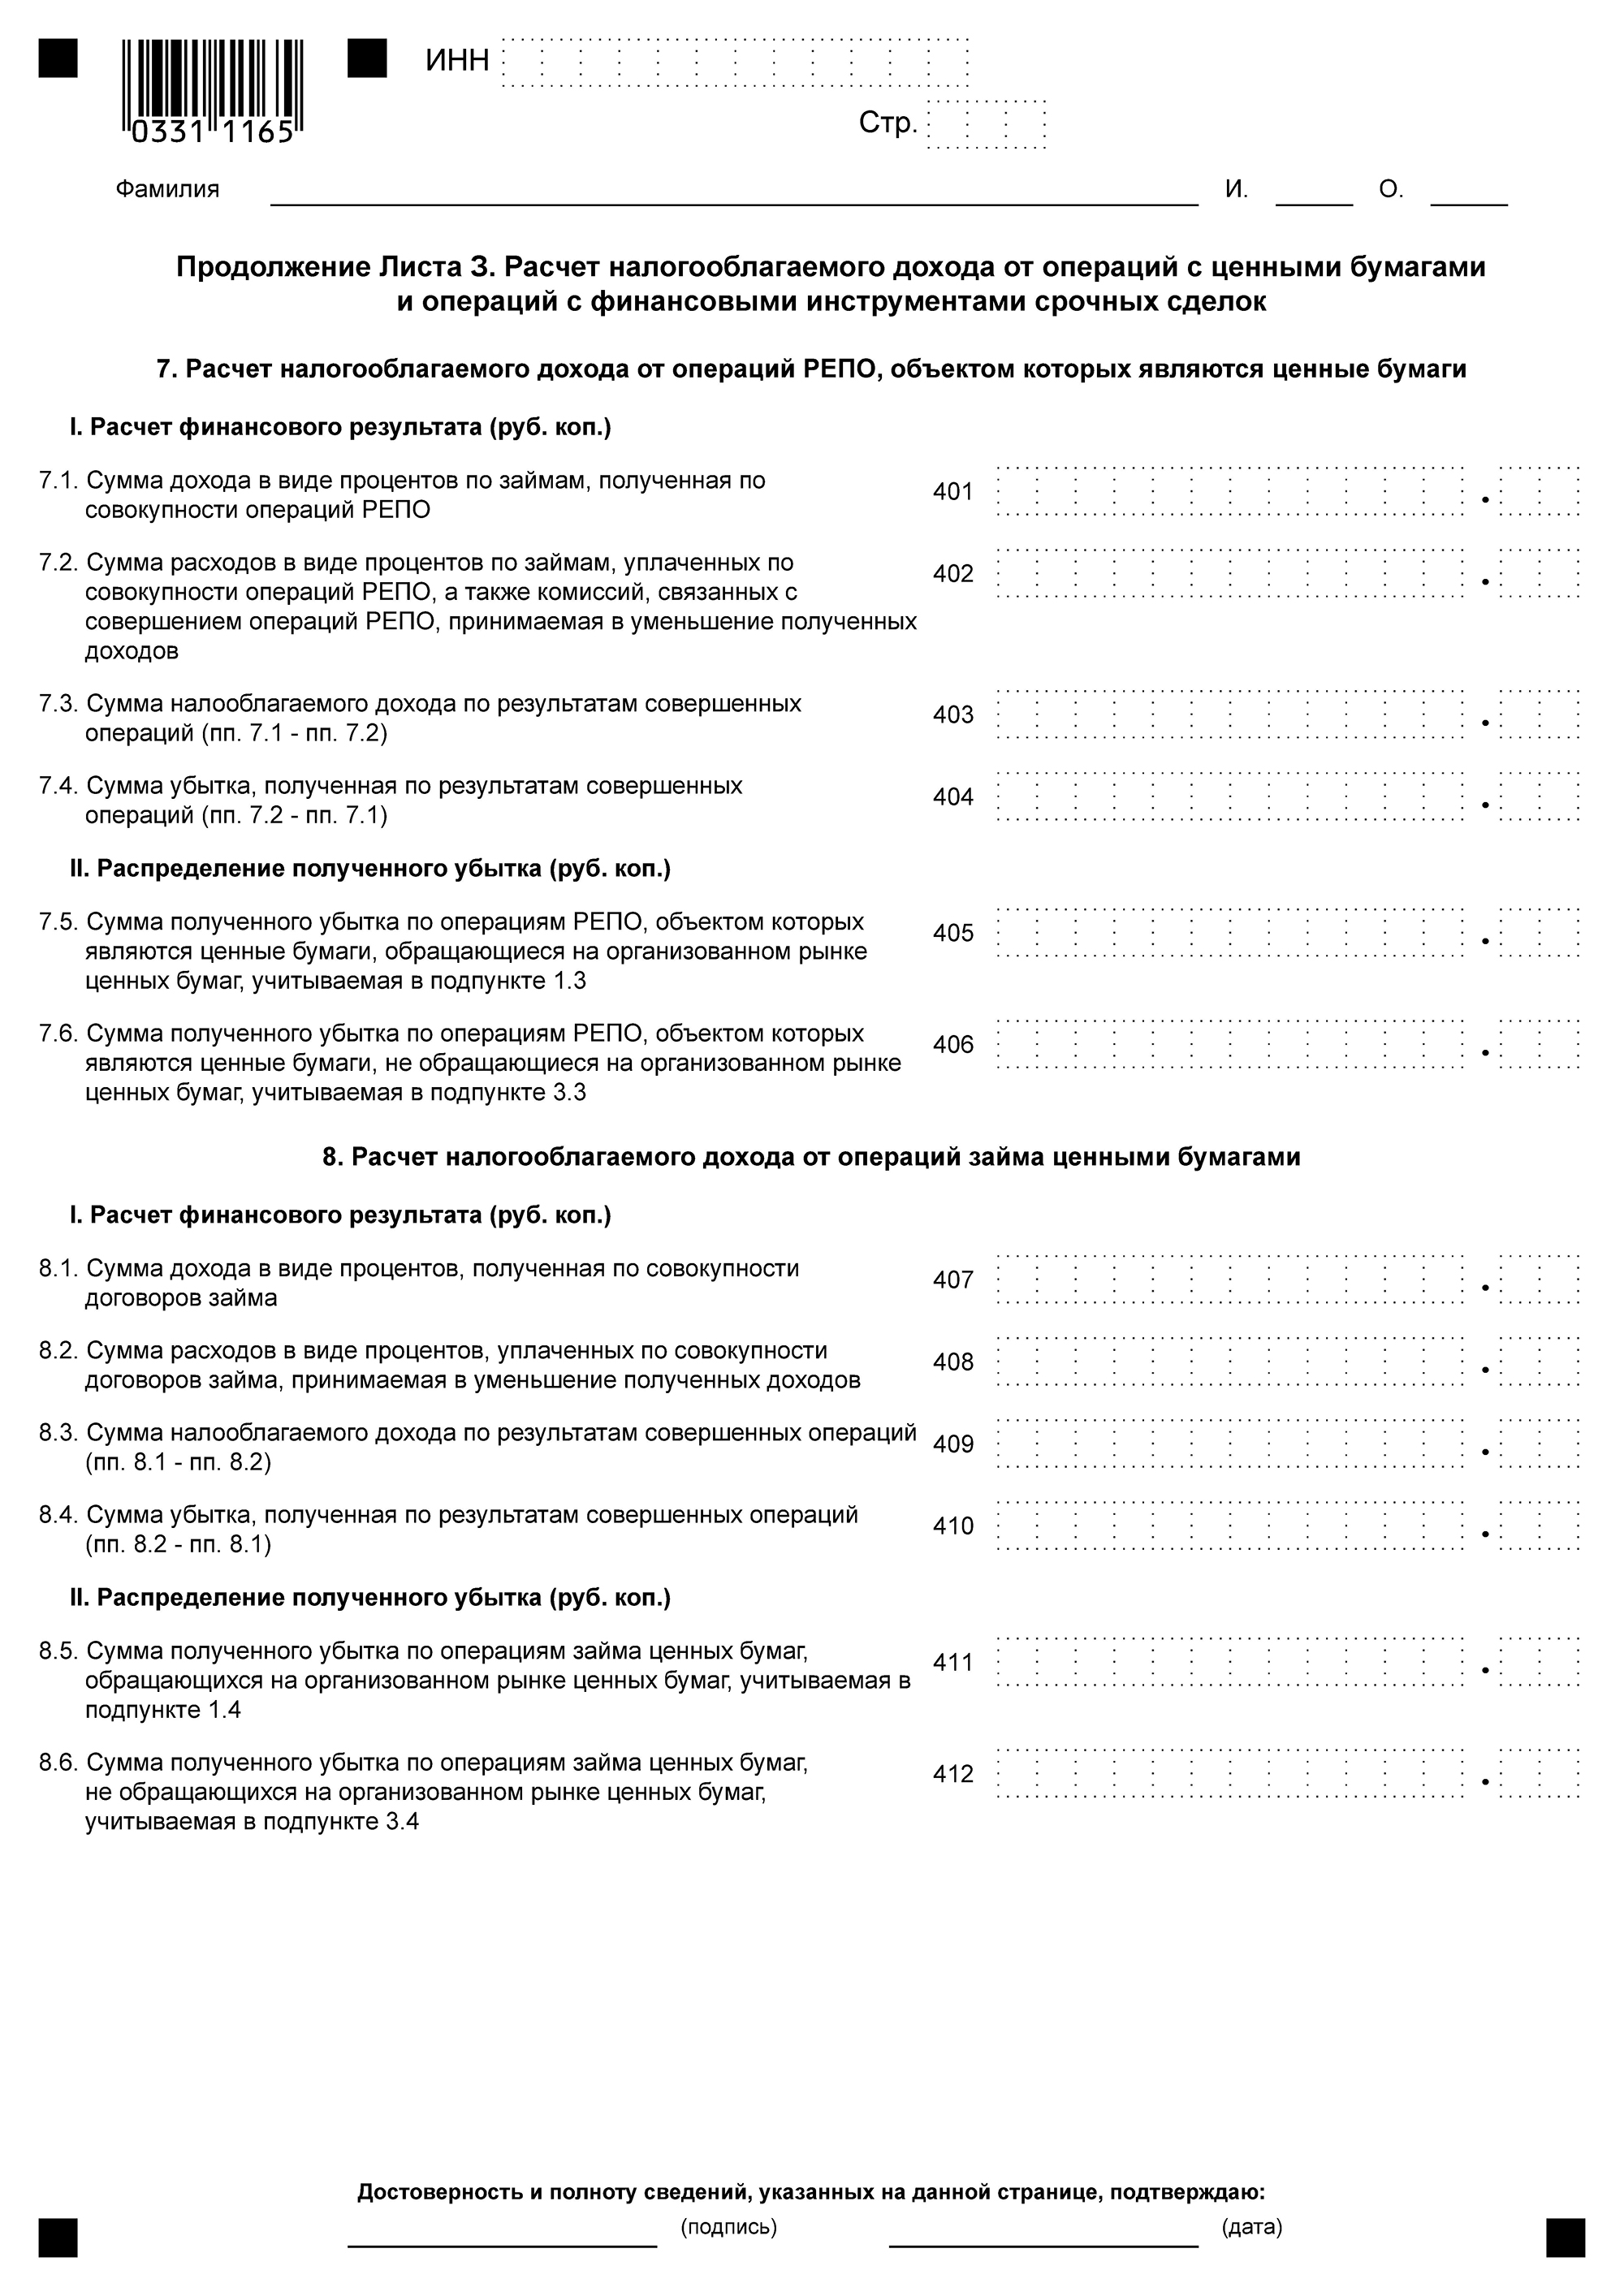 ИНН
0331 1165
Стр.
Фамилия И. О.
Продолжение Листа З. Расчет налогооблагаемого дохода от операций с ценными бумагами
и операций с финансовыми инструментами срочных сделок
7. Расчет налогооблагаемого дохода от операций РЕПО, объектом которых являются ценные бумаги
I. Расчет финансового результата (руб. коп.)
7.1. Сумма дохода в виде процентов по займам, полученная по 401
совокупности операций РЕПО
7.2. Сумма расходов в виде процентов по займам, уплаченных по 402
совокупности операций РЕПО, а также комиссий, связанных с
совершением операций РЕПО, принимаемая в уменьшение полученных
доходов
7.3. Сумма налооблагаемого дохода по результатам совершенных 403
операций (пп. 7.1 - пп. 7.2)
7.4. Сумма убытка, полученная по результатам совершенных 404
операций (пп. 7.2 - пп. 7.1)
II. Распределение полученного убытка (руб. коп.)
7.5. Сумма полученного убытка по операциям РЕПО, объектом которых 405
являются ценные бумаги, обращающиеся на организованном рынке
ценных бумаг, учитываемая в подпункте 1.3
7.6. Сумма полученного убытка по операциям РЕПО, объектом которых 406
являются ценные бумаги, не обращающиеся на организованном рынке
ценных бумаг, учитываемая в подпункте 3.3
8. Расчет налогооблагаемого дохода от операций займа ценными бумагами
I. Расчет финансового результата (руб. коп.)
8.1. Сумма дохода в виде процентов, полученная по совокупности 407
договоров займа
8.2. Сумма расходов в виде процентов, уплаченных по совокупности 408
договоров займа, принимаемая в уменьшение полученных доходов
8.3. Сумма налооблагаемого дохода по результатам совершенных операций 409
(пп. 8.1 - пп. 8.2)
8.4. Сумма убытка, полученная по результатам совершенных операций 410
(пп. 8.2 - пп. 8.1)
II. Распределение полученного убытка (руб. коп.)
8.5. Сумма полученного убытка по операциям займа ценных бумаг, 411
обращающихся на организованном рынке ценных бумаг, учитываемая в
подпункте 1.4
8.6. Сумма полученного убытка по операциям займа ценных бумаг, 412
не обращающихся на организованном рынке ценных бумаг,
учитываемая в подпункте 3.4
Достоверность и полноту сведений, указанных на данной странице, подтверждаю:
(подпись) (дата)